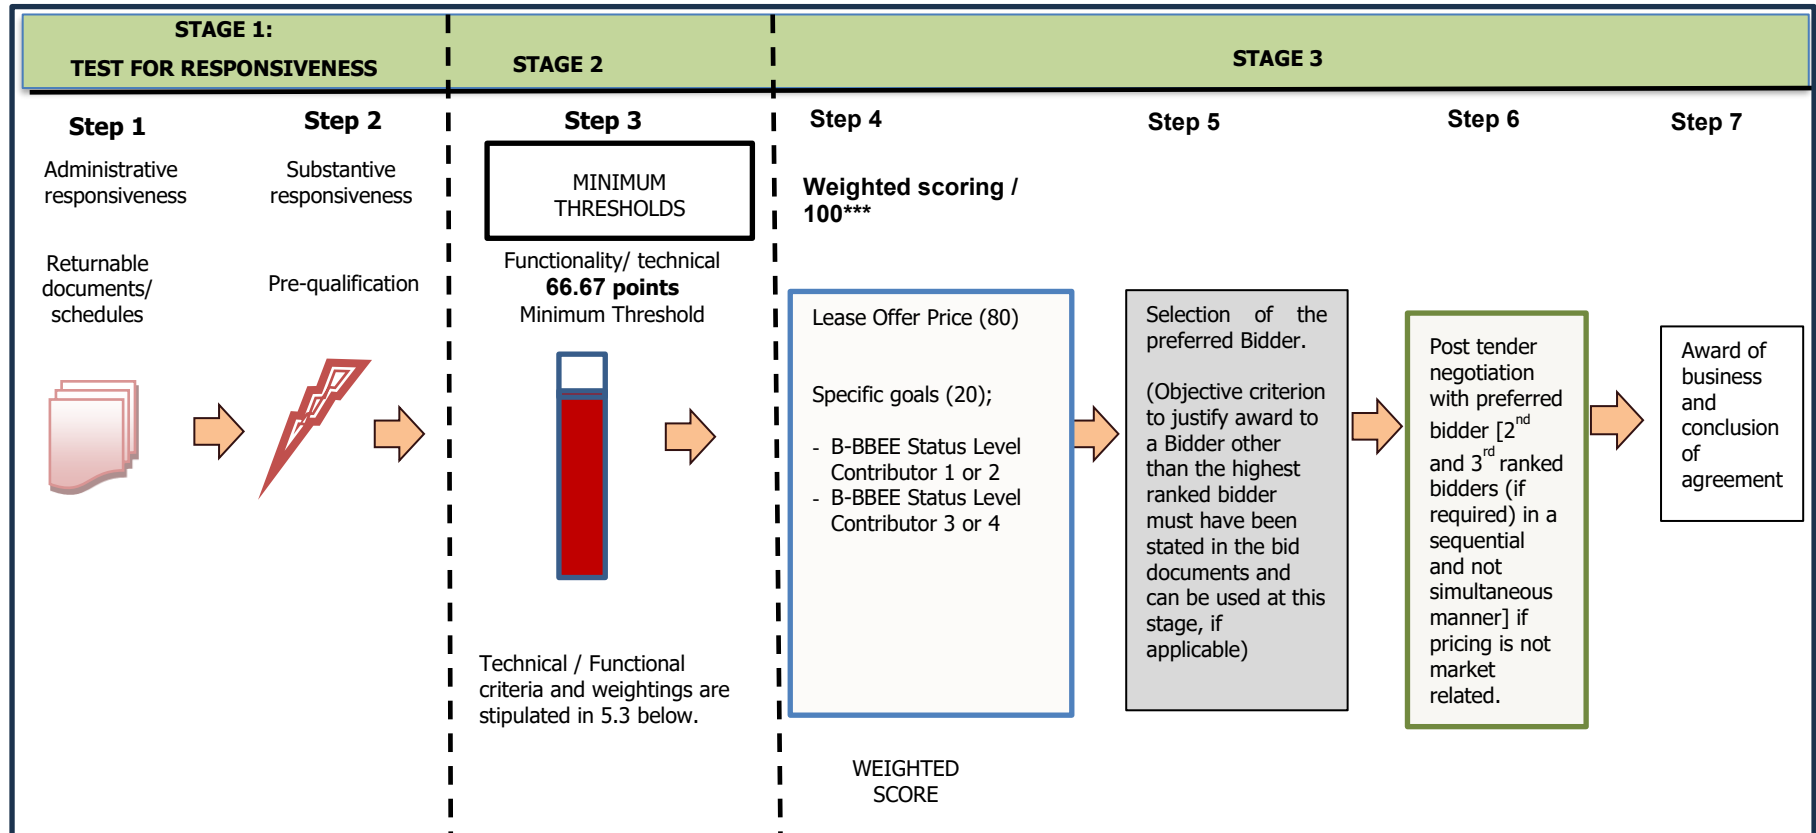 STAGE 1:
TEST FOR RESPONSIVENESS
STAGE 2
STAGE 3
Step 1
Administrative
responsiveness
Returnable
documents/
schedules
Step 2
Substantive
responsiveness
Pre-qualification
Step 3
MINIMUM
THRESHOLDS
Functionality/ technical
66.67 points
Minimum Threshold
Technical / Functional
criteria and weightings are
stipulated in 5.3 below.
Step 4
Weighted scoring /
100***
Lease Offer Price (80)
Specific goals (20);
- B-BBEE Status Level
Contributor 1 or 2
- B-BBEE Status Level
Contributor 3 or 4
WEIGHTED
SCORE
Step 5
Selection of the
preferred Bidder.
(Objective criterion
to justify award to
a Bidder other
than the highest
ranked bidder
must have been
stated in the bid
documents and
can be used at this
stage, if
applicable)
Step 6
Post tender
negotiation
with preferred
bidder [2nd
and 3rd ranked
bidders (if
required) in a
sequential
and not
simultaneous
manner] if
pricing is not
market
related.
Step 7
Award of
business
and
conclusion
of
agreement